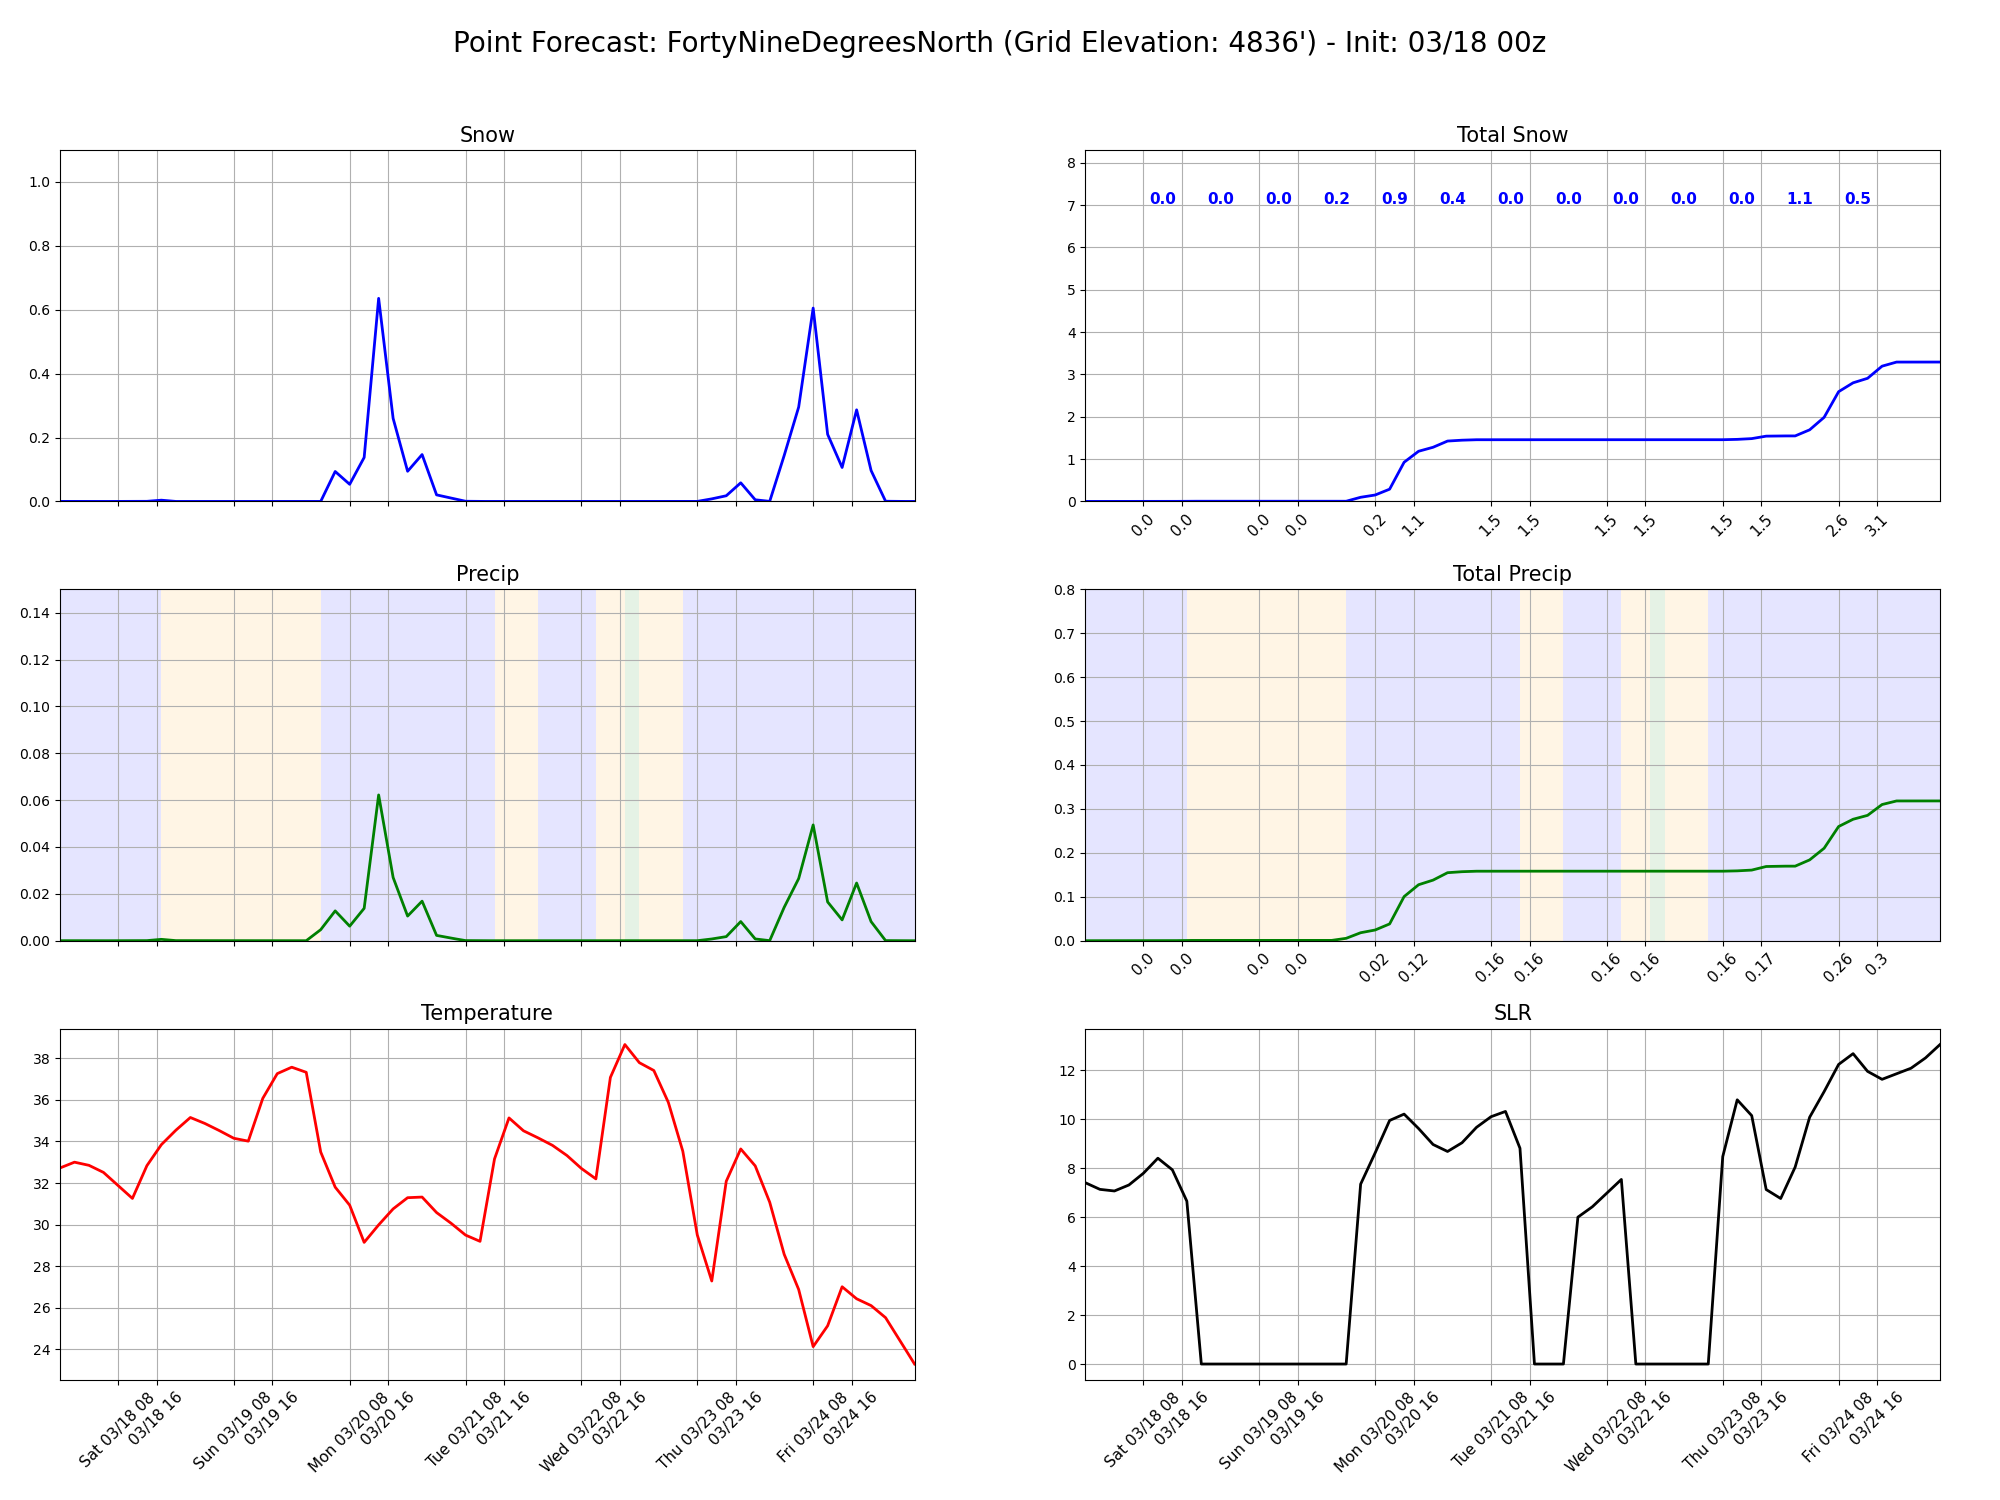 Point Forecast: FortyNineDegreesNorth (Grid Elevation: 4836') - Init: 03/18 00z
Snow
1.0
0.8
0.6
0.4
0.2
0.0
Total Snow
8
7
6
5
4
3
2
1
0
0.0 0.0 0.0 0.2 0.9 0.4 0.0 0.0 0.0 0.0 0.0 1.1 0.5
0.0 0.0 0.0 0.0 0.2 1.1 1.5 1.5 1.5 1.5 1.5 1.5 2.6 3.1
Precip
0.14
0.12
0.10
0.08
0.06
0.04
0.02
0.00
Total Precip
0.8
0.7
0.6
0.5
0.4
0.3
0.2
0.1
0.0
0.0 0.0 0.0 0.0 0.02 0.12 0.16 0.16 0.16 0.16 0.16 0.17 0.26 0.3
Temperature
38
36
34
32
30
28
26
24
Sat 03/18 08
03/18 16
Sun 03/19 08
03/19 16
Mon 03/20 08
03/20 16
Tue 03/21 08
03/21 16
Wed 03/22 08
03/22 16
Thu 03/23 08
03/23 16
Fri 03/24 08
03/24 16
SLR
12
10
8
6
4
2
0
Sat 03/18 08
03/18 16
Sun 03/19 08
03/19 16
Mon 03/20 08
03/20 16
Tue 03/21 08
03/21 16
Wed 03/22 08
03/22 16
Thu 03/23 08
03/23 16
Fri 03/24 08
03/24 16